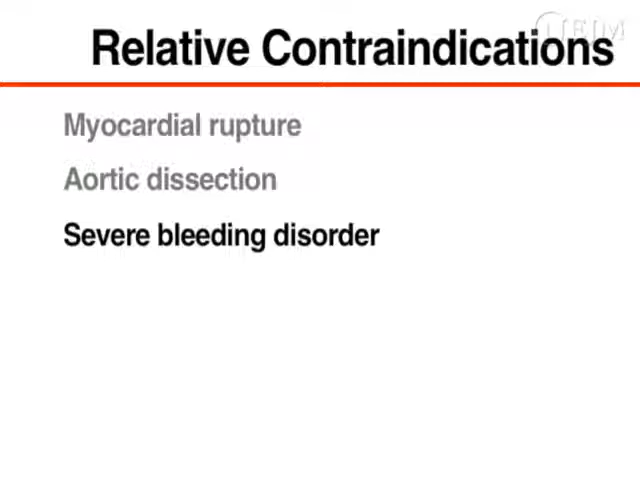 Relative Contraindications
Myocardial rupture
Aortic dissection
Severe bleeding disorder